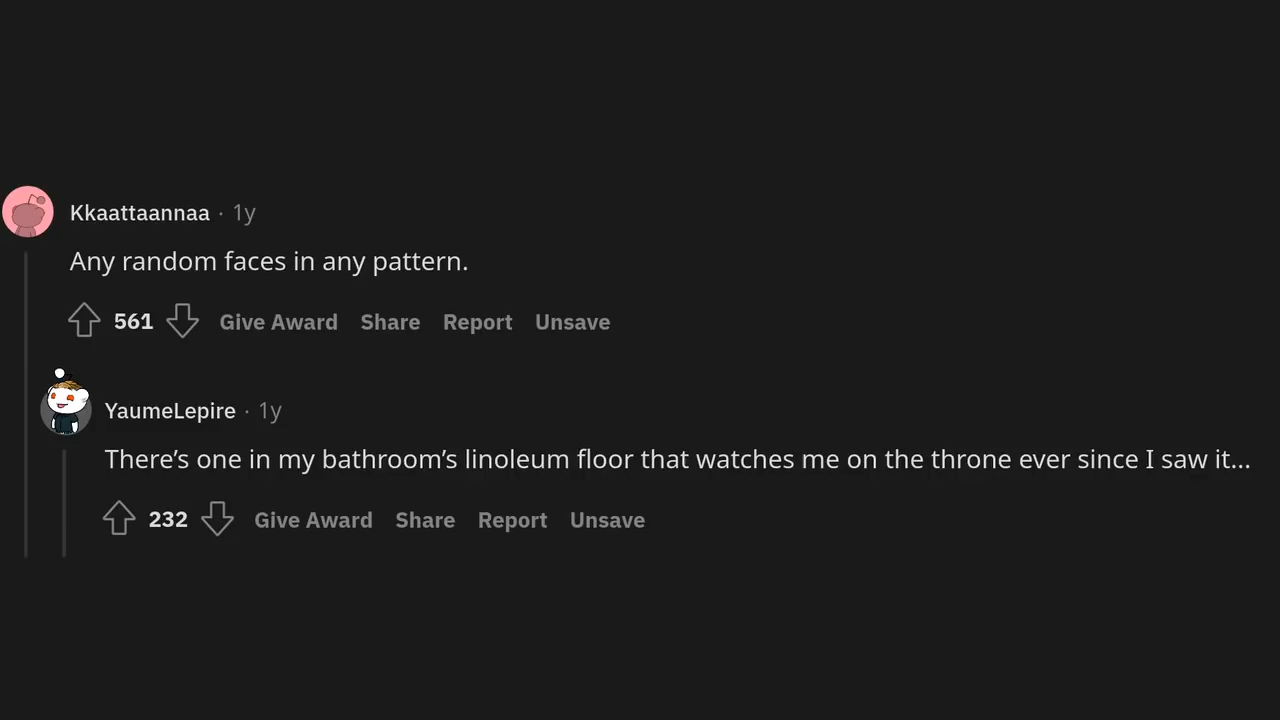 Kkaattaannaa · 1y
Any random faces in any pattern.
561 Give Award Share Report Unsave
YaumeLepire · 1y
There’s one in my bathroom’s linoleum floor that watches me on the throne ever since I saw it...
232 Give Award Share Report Unsave